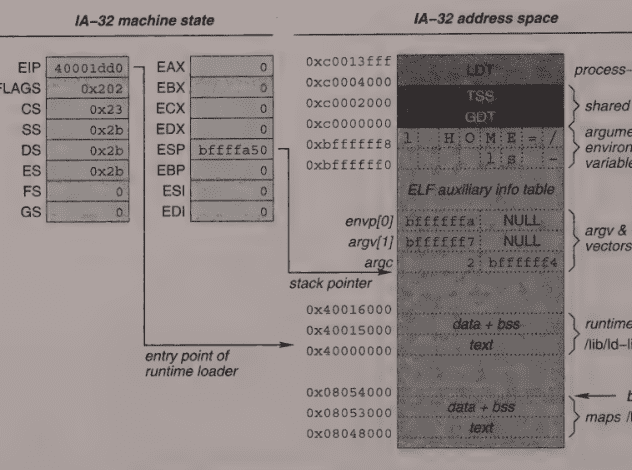 IA-32 machine state
IA-32 address space
EIP 40001dd0
FLAGS 0x202
CS 0x23
SS 0x2b
DS 0x2b
ES 0x2b
FS 0
GS 0
EAX 0
EBX 0
ECX 0
EDX 0
ESP bffffa50
EBP 0
ESI 0
EDI 0
0xc0013fff
LDT
process-
0xc0004000
0xc0002000
TSS
shared
GDT
0xc0000000
0xbffffff8
l H O M E = /
0xbffffff0
l s -
argume
environ
variable
ELF auxiliary info table
envp[0] bffffffa NULL
argv[1] bffffff7 NULL
argc 2 bffffff4
argv &
vectors
stack pointer
0x40016000
0x40015000
data + bss
text
0x40000000
runtime
/lib/ld-li
entry point of
runtime loader
0x08054000
0x08053000
data + bss
text
0x08048000
b
maps /